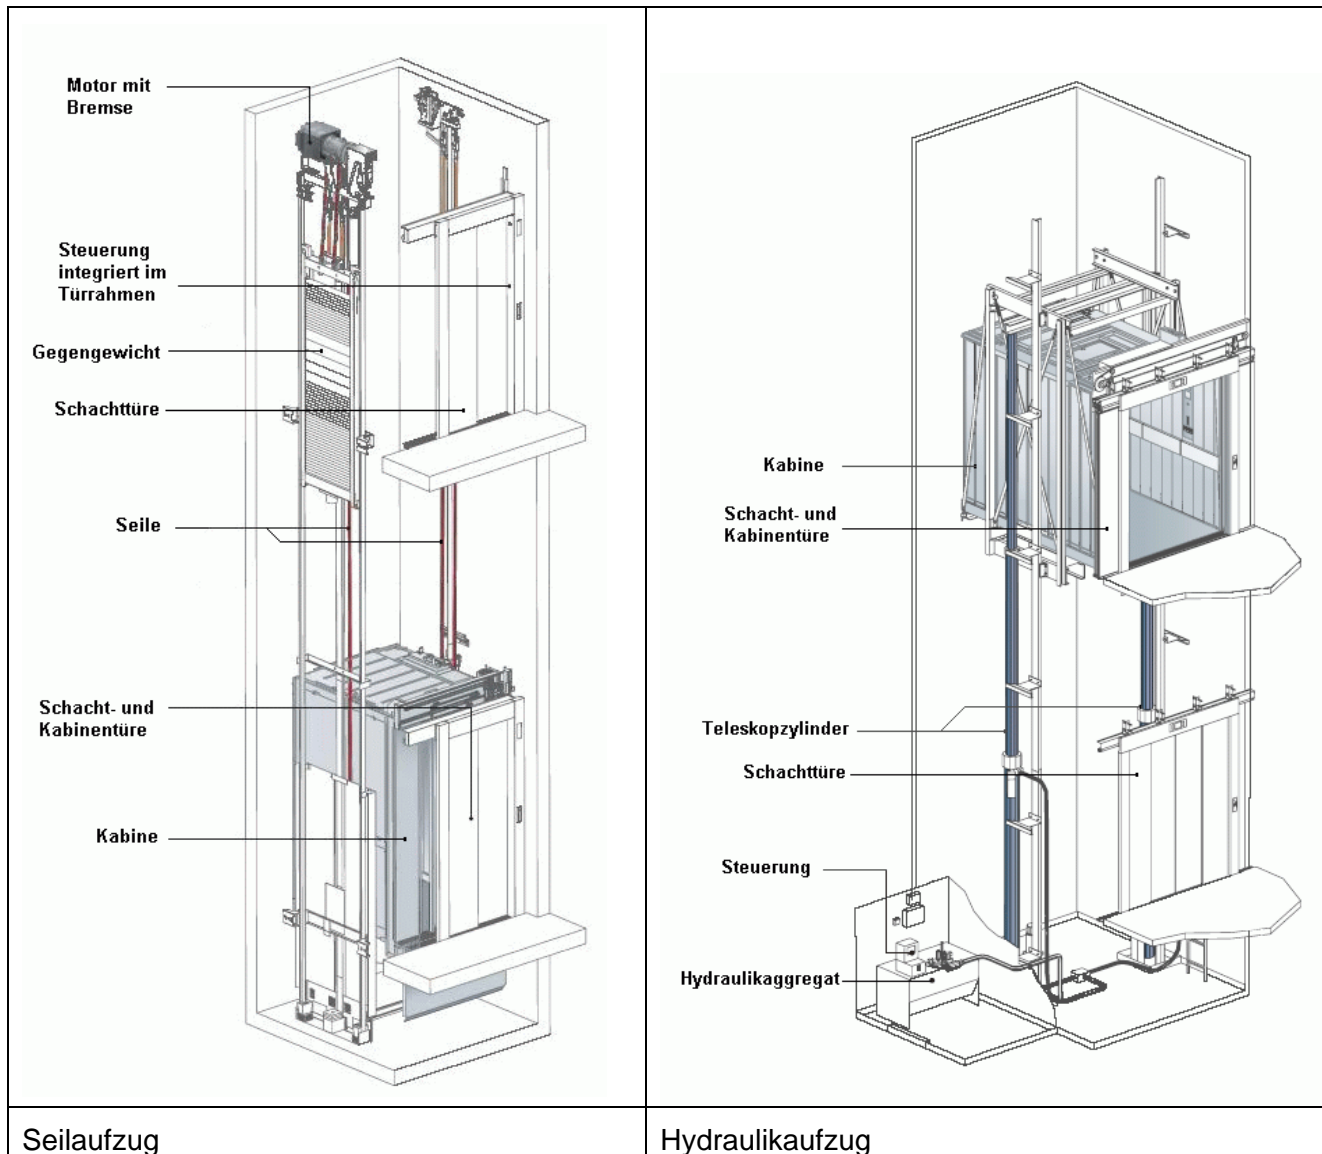 Motor mit
Bremse
Steuerung
integriert im
Türrahmen
Gegengewicht
Schachttüre
Seile
Schacht- und
Kabinentüre
Kabine
Kabine
Schacht- und
Kabinentüre
Teleskopzylinder
Schachttüre
Steuerung
Hydraulikaggregat
Seilaufzug
Hydraulikaufzug